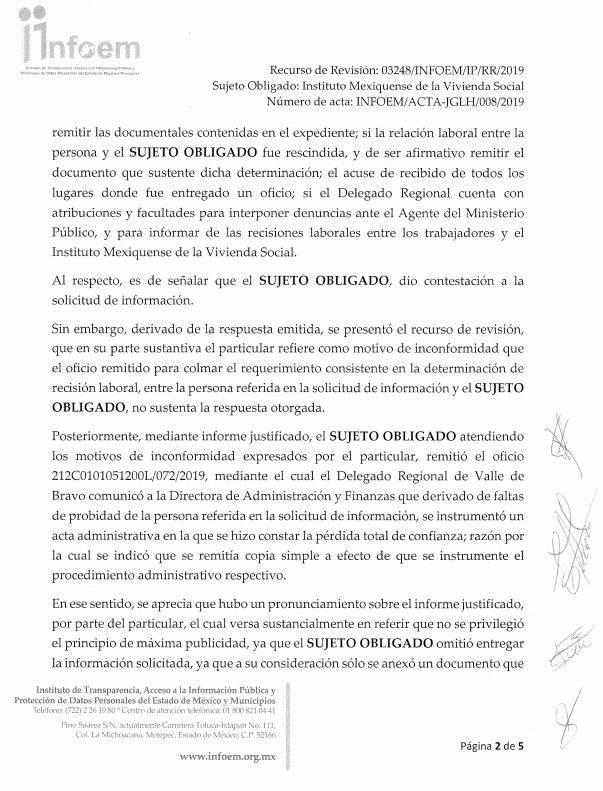 infoem
Instituto de Transparencia, Acceso a la Información Pública y
Protección de Datos Personales del Estado de México y Municipios
Recurso de Revisión: 03248/INFOEM/IP/RR/2019
Sujeto Obligado: Instituto Mexiquense de la Vivienda Social
Número de acta: INFOEM/ACTA-JGLH/008/2019
remitir las documentales contenidas en el expediente; si la relación laboral entre la
persona y el SUJETO OBLIGADO fue rescindida, y de ser afirmativo remitir el
documento que sustente dicha determinación; el acuse de recibido de todos los
lugares donde fue entregado un oficio; si el Delegado Regional cuenta con
atribuciones y facultades para interponer denuncias ante el Agente del Ministerio
Público, y para informar de las recisiones laborales entre los trabajadores y el
Instituto Mexiquense de la Vivienda Social.
Al respecto, es de señalar que el SUJETO OBLIGADO, dio contestación a la
solicitud de información.
Sin embargo, derivado de la respuesta emitida, se presentó el recurso de revisión,
que en su parte sustantiva el particular refiere como motivo de inconformidad que
el oficio remitido para colmar el requerimiento consistente en la determinación de
recisión laboral, entre la persona referida en la solicitud de información y el SUJETO
OBLIGADO, no sustenta la respuesta otorgada.
Posteriormente, mediante informe justificado, el SUJETO OBLIGADO atendiendo
los motivos de inconformidad expresados por el particular, remitió el oficio
212C0101051200L/072/2019, mediante el cual el Delegado Regional de Valle de
Bravo comunicó a la Directora de Administración y Finanzas que derivado de faltas
de probidad de la persona referida en la solicitud de información, se instrumentó un
acta administrativa en la que se hizo constar la pérdida total de confianza; razón por
la cual se indicó que se remitía copia simple a efecto de que se instrumente el
procedimiento administrativo respectivo.
En ese sentido, se aprecia que hubo un pronunciamiento sobre el informe justificado,
por parte del particular, el cual versa sustancialmente en referir que no se privilegió
el principio de máxima publicidad, ya que el SUJETO OBLIGADO omitió entregar
la información solicitada, ya que a su consideración sólo se anexó un documento que
Instituto de Transparencia, Acceso a la Información Pública y
Protección de Datos Personales del Estado de México y Municipios
Teléfono: (722) 2 26 19 80 * Centro de atención telefónica: 01 800 821 04 41
Pino Suárez S/N, actualmente Carretera Toluca-Ixtapan No. 111,
Col. La Michoacana, Metepec, Estado de México, C.P. 52166
www.infoem.org.mx
Página 2 de 5